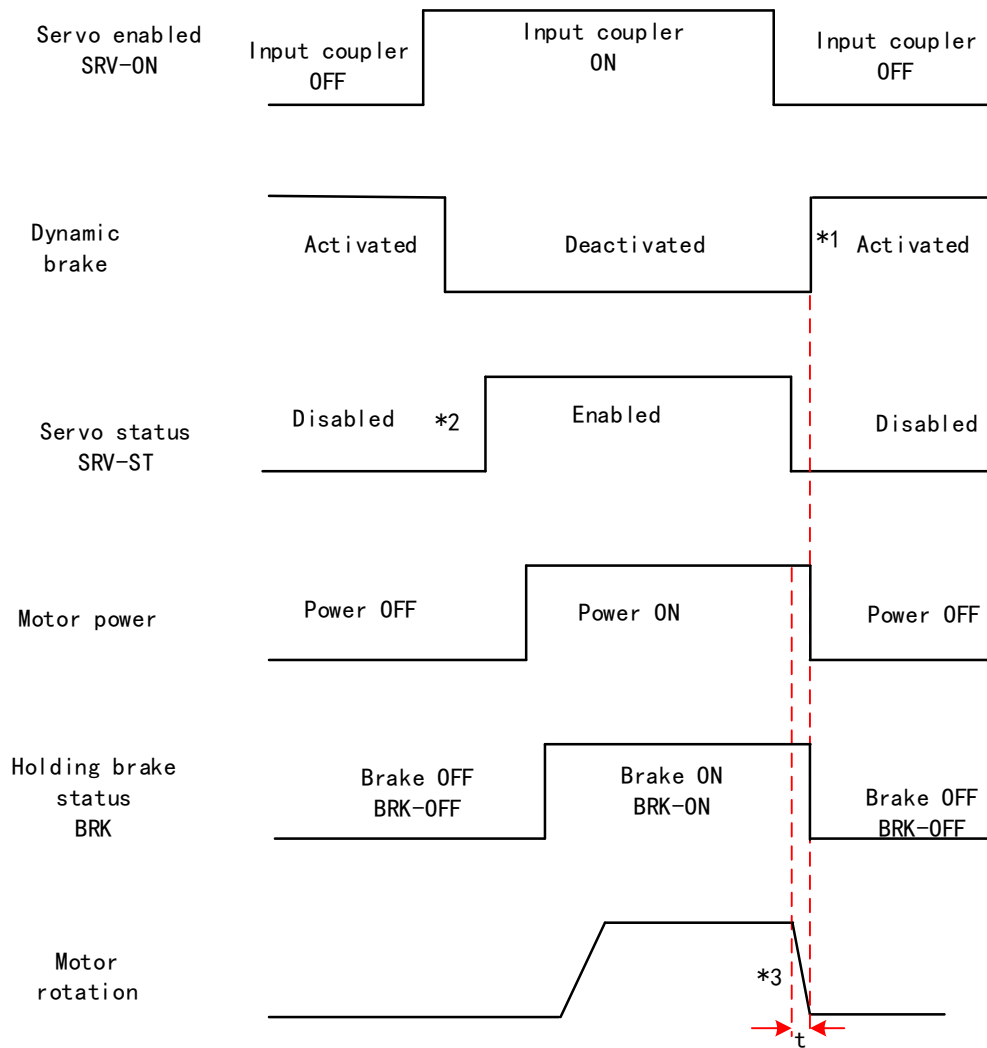 Servo enabled
SRV-ON
Input coupler
OFF
Input coupler
ON
Input coupler
OFF
Dynamic
brake
Activated
Deactivated
*1
Activated
Servo status
SRV-ST
Disabled
*2
Enabled
Disabled
Motor power
Power OFF
Power ON
Power OFF
Holding brake
status
BRK
Brake OFF
BRK-OFF
Brake ON
BRK-ON
Brake OFF
BRK-OFF
Motor
rotation
*3
t